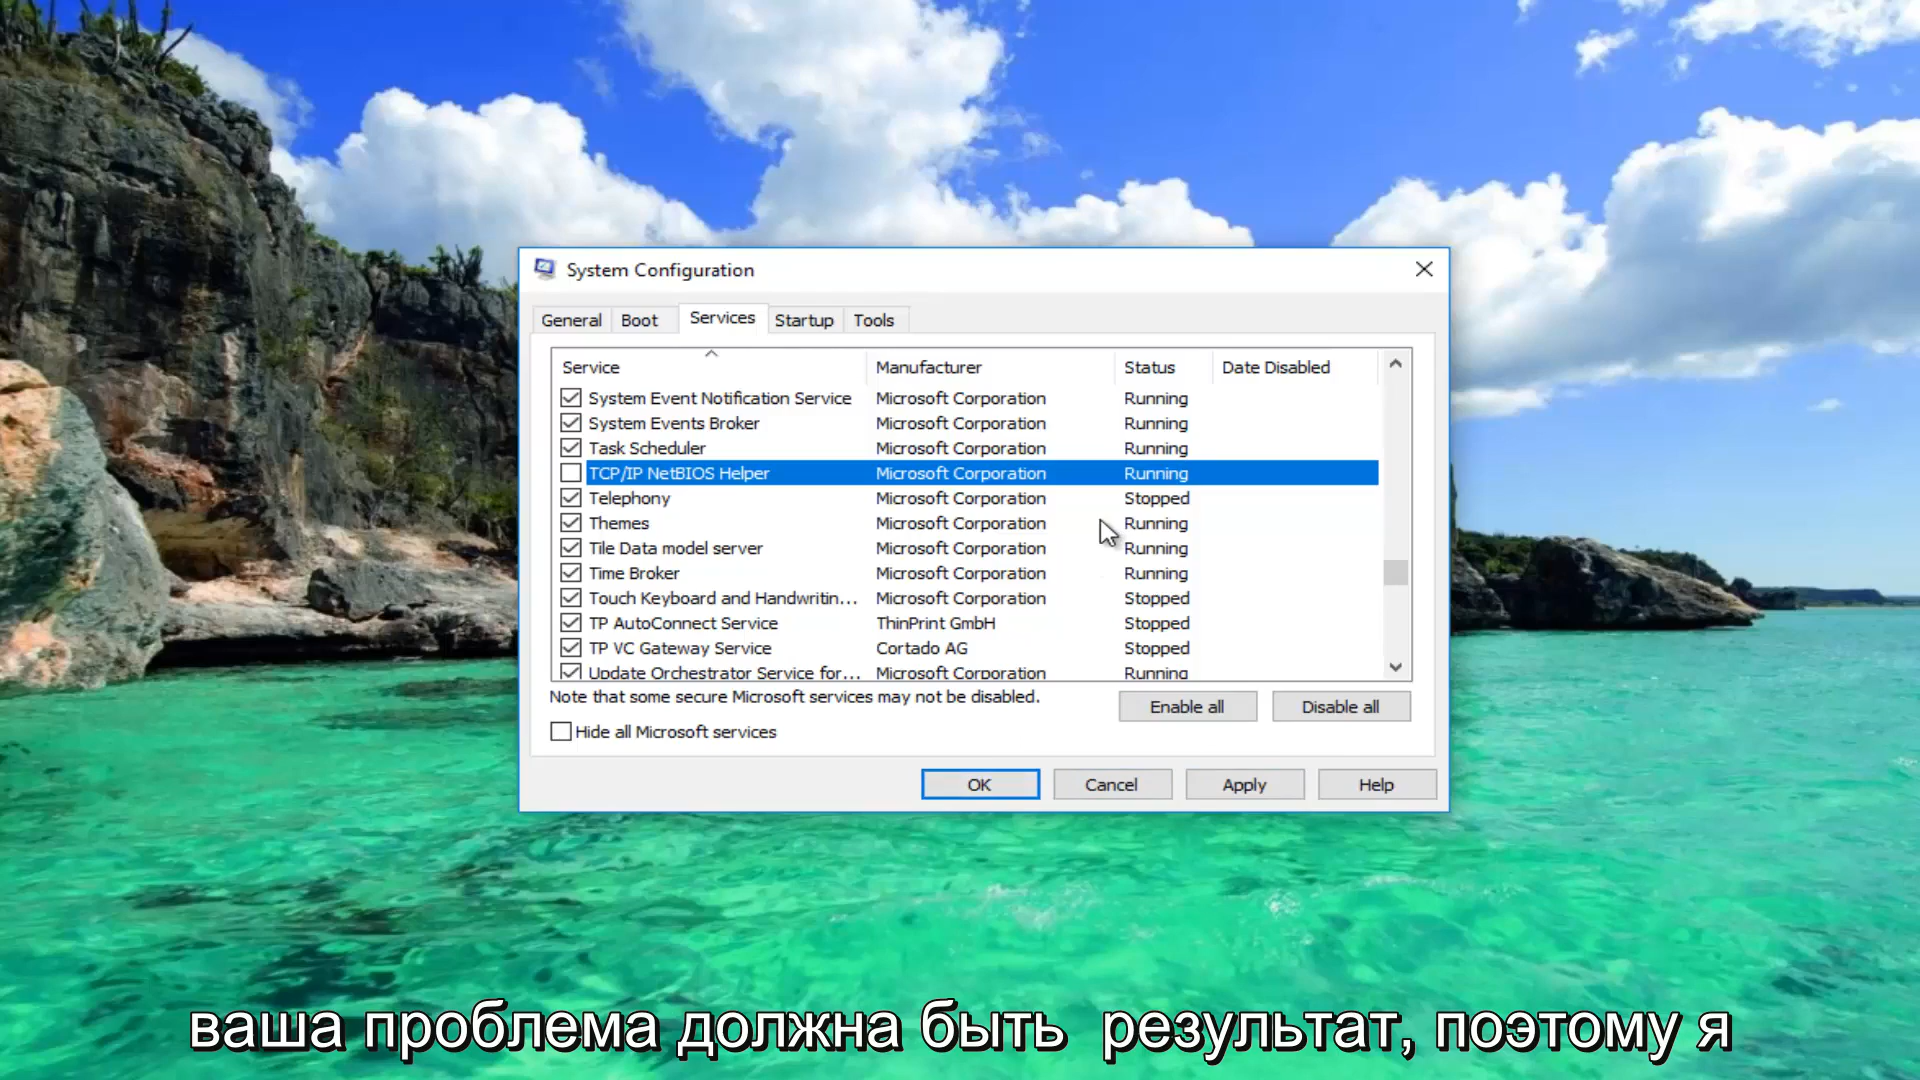 System Configuration
General Boot Services Startup Tools
Service Manufacturer Status Date Disabled
System Event Notification Service Microsoft Corporation Running
System Events Broker Microsoft Corporation Running
Task Scheduler Microsoft Corporation Running
TCP/IP NetBIOS Helper Microsoft Corporation Running
Telephony Microsoft Corporation Stopped
Themes Microsoft Corporation Running
Tile Data model server Microsoft Corporation Running
Time Broker Microsoft Corporation Running
Touch Keyboard and Handwritin... Microsoft Corporation Stopped
TP AutoConnect Service ThinPrint GmbH Stopped
TP VC Gateway Service Cortado AG Stopped
Update Orchestrator Service for... Microsoft Corporation Running
Note that some secure Microsoft services may not be disabled.
Enable all Disable all
Hide all Microsoft services
OK Cancel Apply Help
ваша проблема должна быть результат, поэтому я